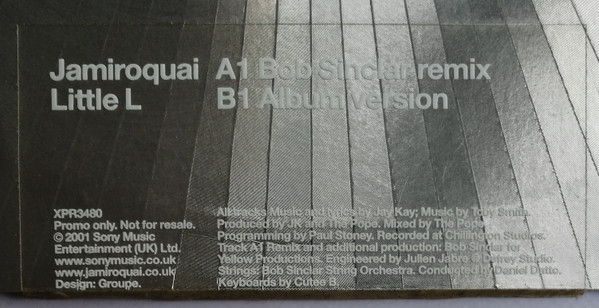 Jamiroquai A1 Bob Sinclar remix
Little L B1 Album version
XPR3480
Promo only. Not for resale.
© 2001 Sony Music
Entertainment (UK) Ltd.
www.sonymusic.co.uk
www.jamiroquai.co.uk
Design: Groupe.
All tracks Music and lyrics by Jay Kay; Music by Toby Smith.
Produced by JK and The Pope. Mixed by The Pope.
Programming by Paul Stoney. Recorded at Chillington Studios.
Track A1 Remix and additional production: Bob Sinclar for
Yellow Productions. Engineered by Julien Jabre @ Defrey Studio.
Strings: Bob Sinclar String Orchestra. Conducted by Daniel Dotto.
Keyboards by Cutee B.